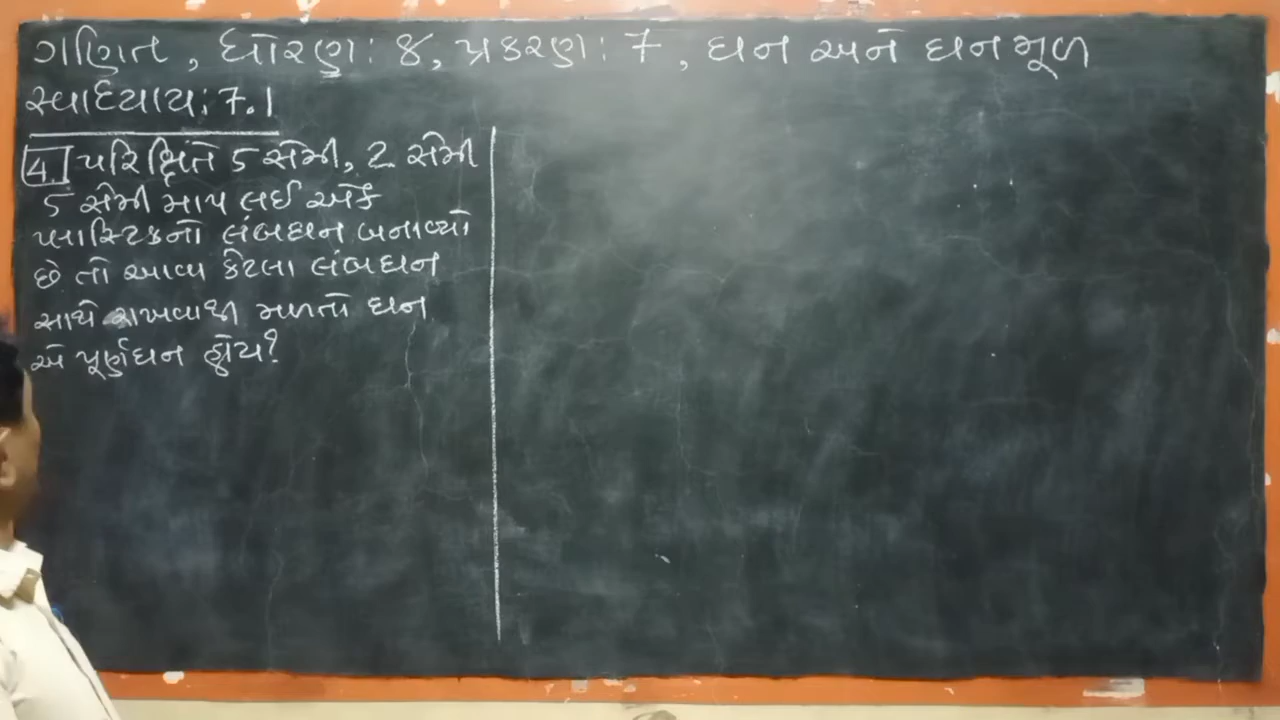 ગણિત, ધોરણ: ૪, પ્રકરણ: 7, ઘન અને ઘનમૂળ
સ્વાધ્યાય: 7.1
4. પરિક્ષિતે 5 સેમી, 2 સેમી
5 સેમી માપ લઈ એક
પ્લાસ્ટિકનો લંબઘન બનાવ્યો
છે તો આવા કેટલા લંબઘન
સાથે રાખવાથી મળતો ઘન
એ પૂર્ણઘન હોય?